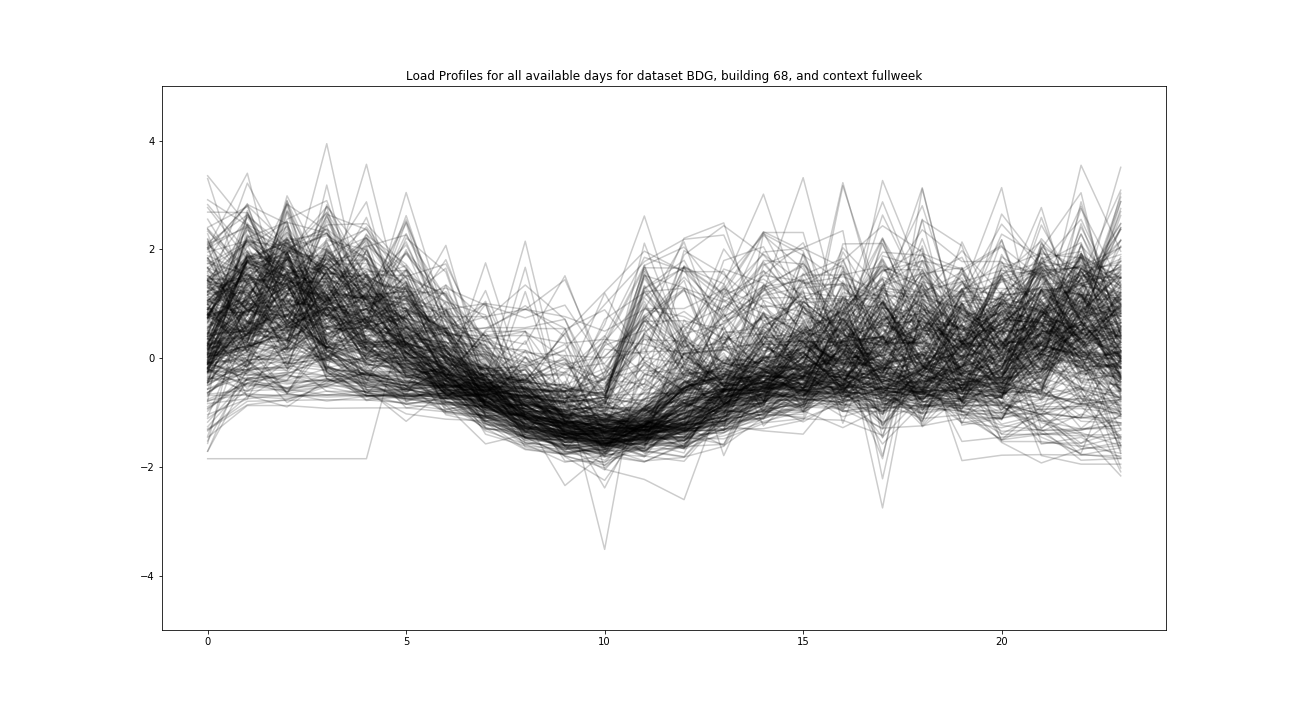 Load Profiles for all available days for dataset BDG, building 68, and context fullweek
4
2
0
−2
−4
0 5 10 15 20